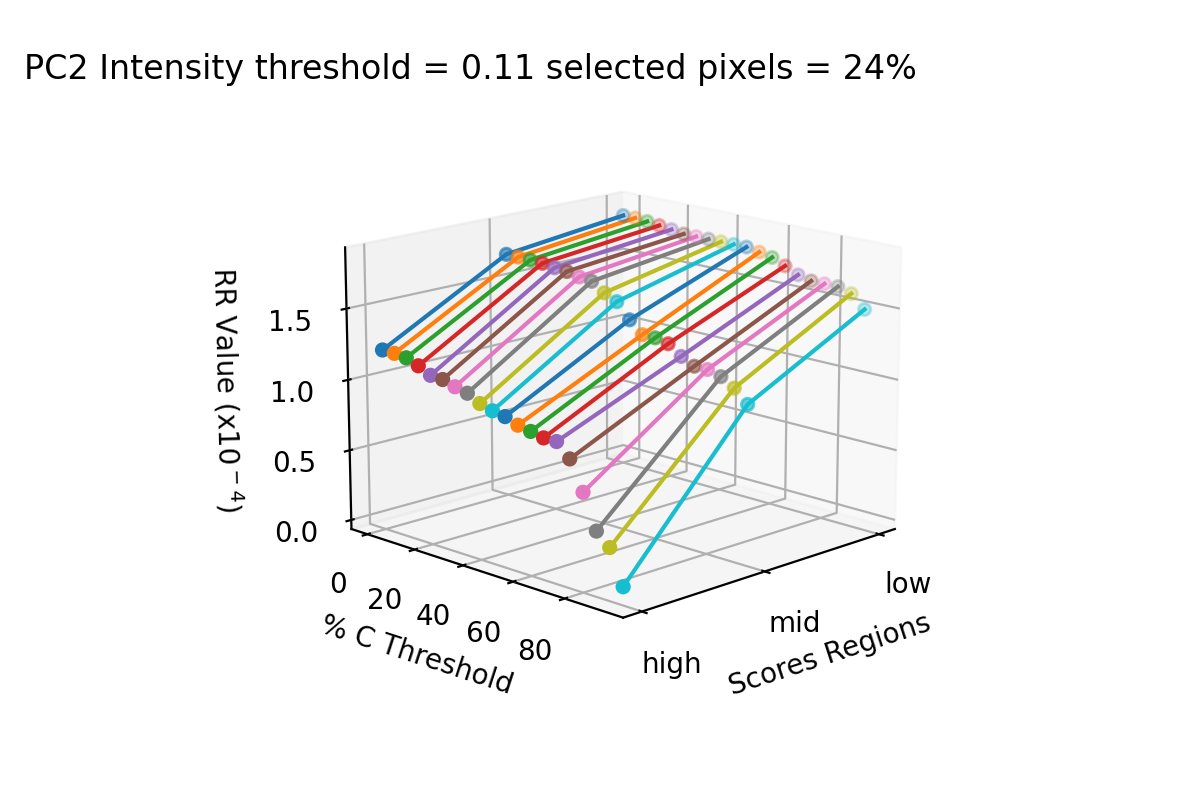 PC2 Intensity threshold = 0.11 selected pixels = 24%
RR Value (x10⁻⁴)
1.5
1.0
0.5
0.0
0
20
40
60
80
% C Threshold
high
mid
low
Scores Regions